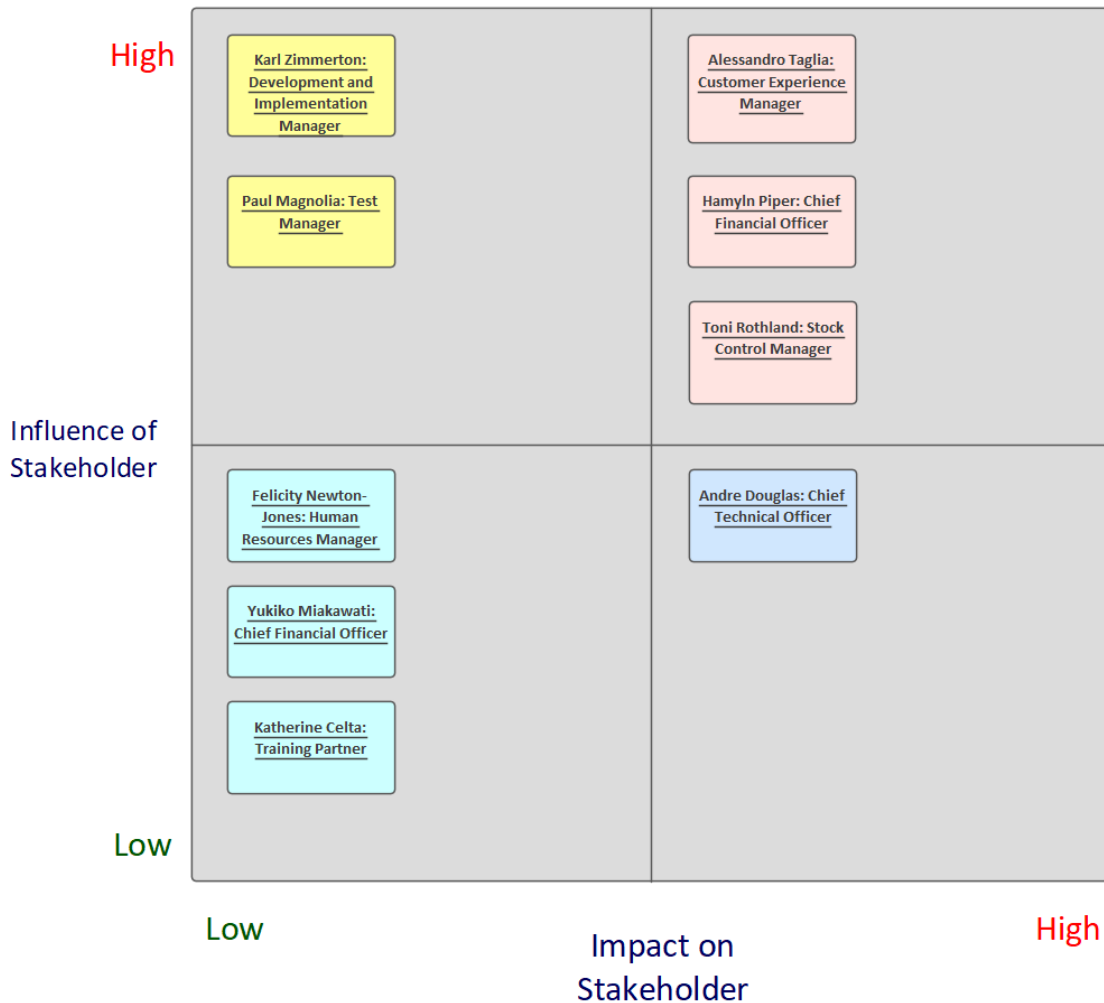 High
Karl Zimmerton:
Development and
Implementation
Manager
Alessandro Taglia:
Customer Experience
Manager
Paul Magnolia: Test
Manager
Hamyln Piper: Chief
Financial Officer
Toni Rothland: Stock
Control Manager
Influence of
Stakeholder
Felicity Newton-
Jones: Human
Resources Manager
Andre Douglas: Chief
Technical Officer
Yukiko Miakawati:
Chief Financial Officer
Katherine Celta:
Training Partner
Low
Low
Impact on
Stakeholder
High